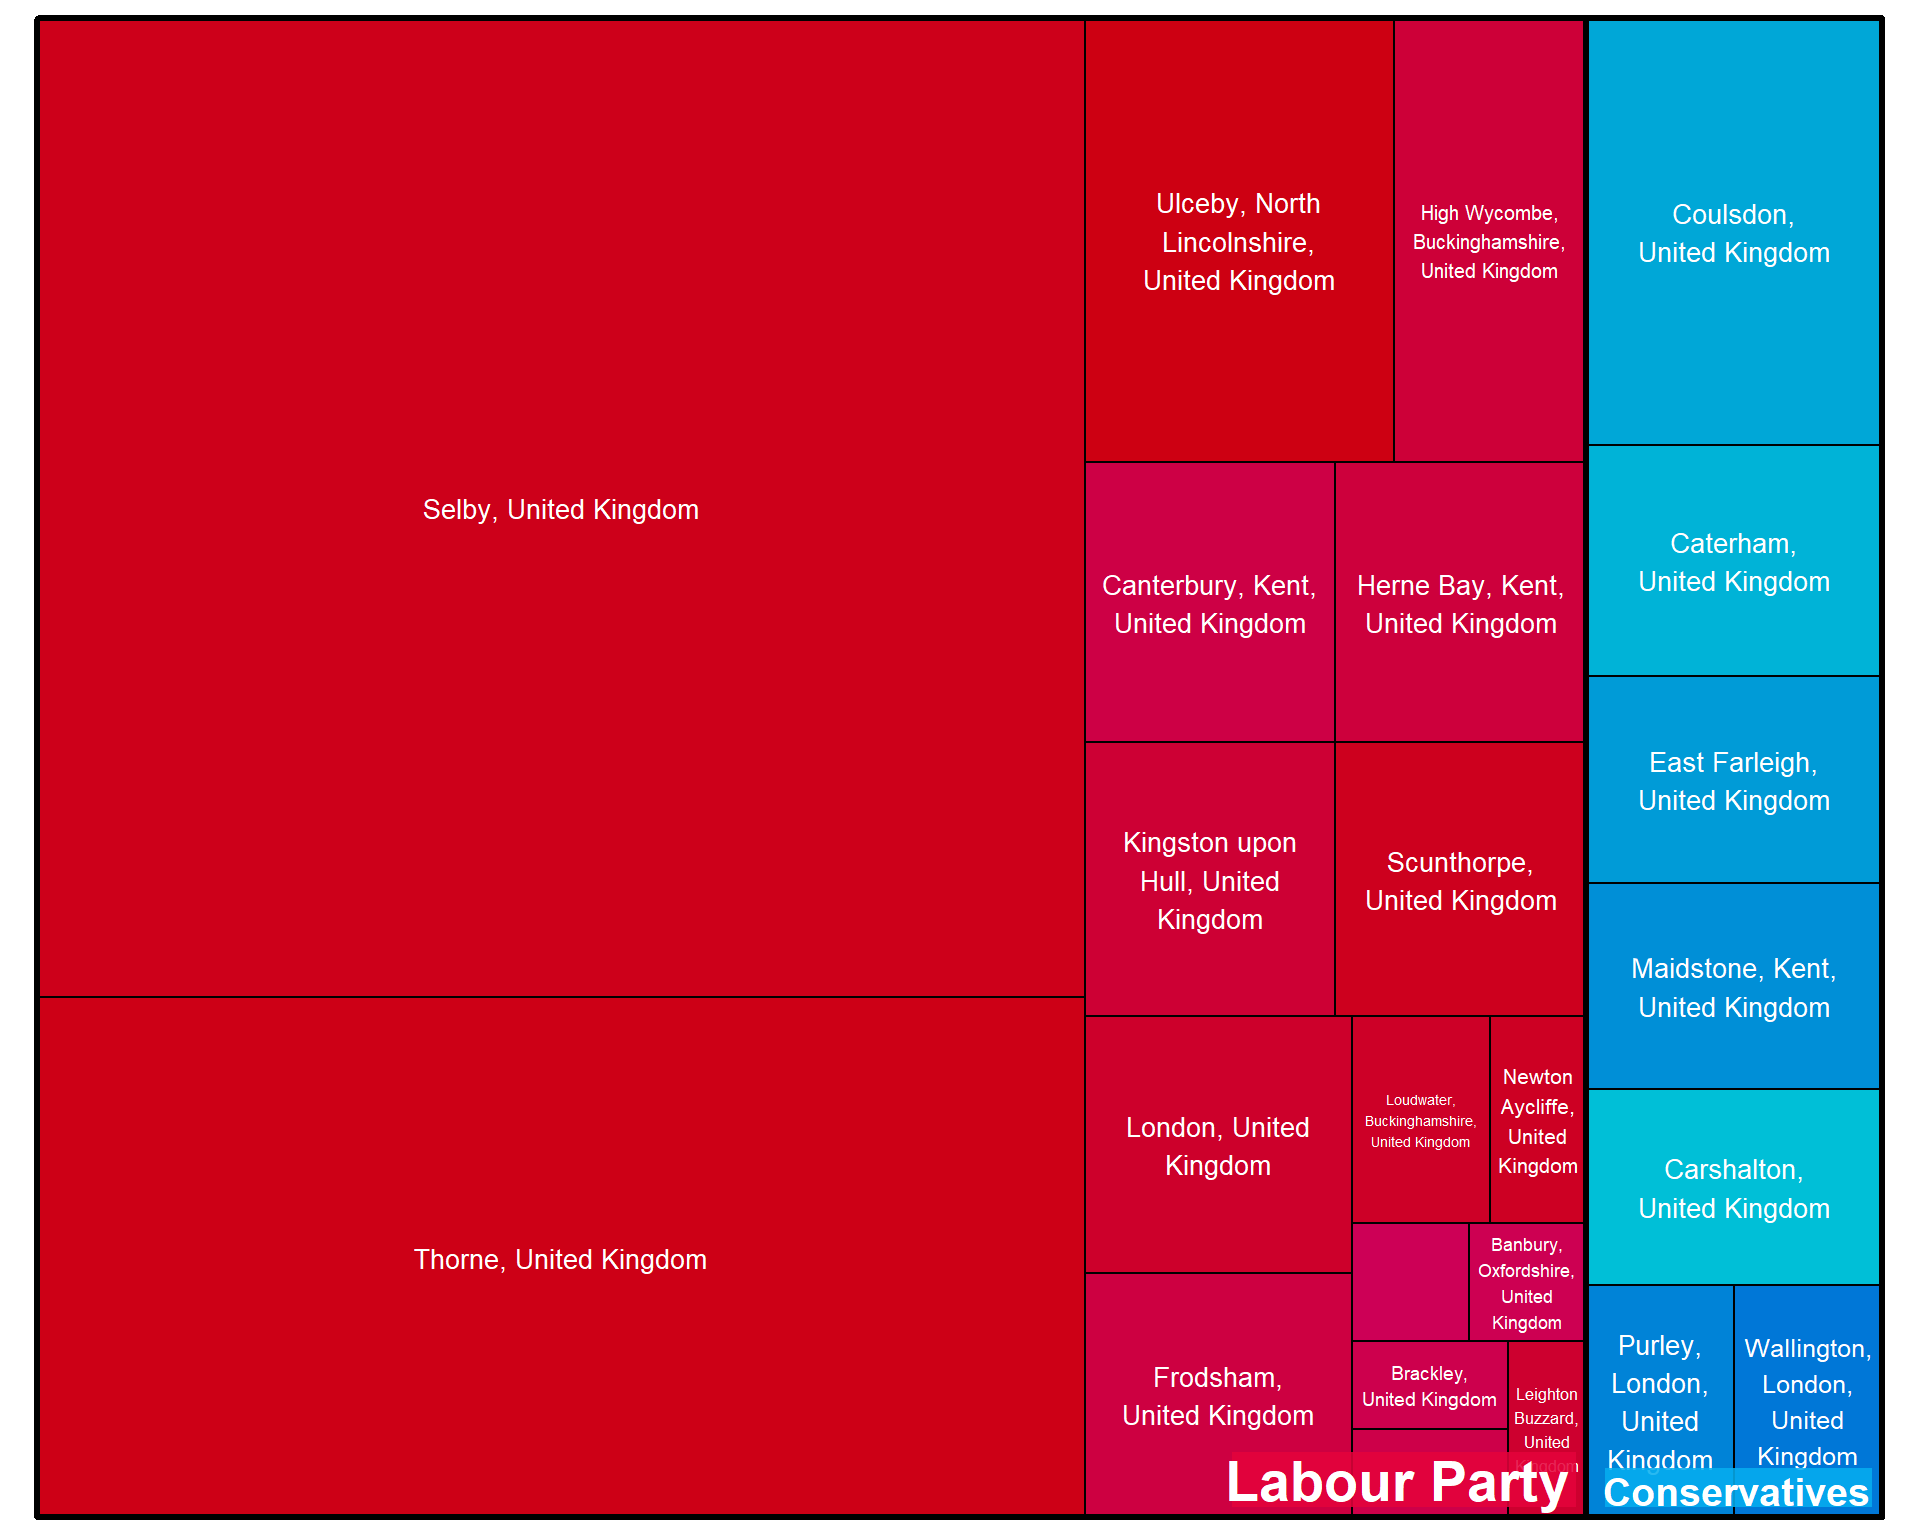 Selby, United Kingdom
Thorne, United Kingdom
Ulceby, North
Lincolnshire,
United Kingdom
High Wycombe,
Buckinghamshire,
United Kingdom
Canterbury, Kent,
United Kingdom
Herne Bay, Kent,
United Kingdom
Kingston upon
Hull, United
Kingdom
Scunthorpe,
United Kingdom
London, United
Kingdom
Loudwater,
Buckinghamshire,
United Kingdom
Newton
Aycliffe,
United
Kingdom
Banbury,
Oxfordshire,
United
Kingdom
Frodsham,
United Kingdom
Brackley,
United Kingdom
Leighton
Buzzard,
United
Kingdom
Labour Party
Coulsdon,
United Kingdom
Caterham,
United Kingdom
East Farleigh,
United Kingdom
Maidstone, Kent,
United Kingdom
Carshalton,
United Kingdom
Purley,
London,
United
Kingdom
Wallington,
London,
United
Kingdom
Conservatives